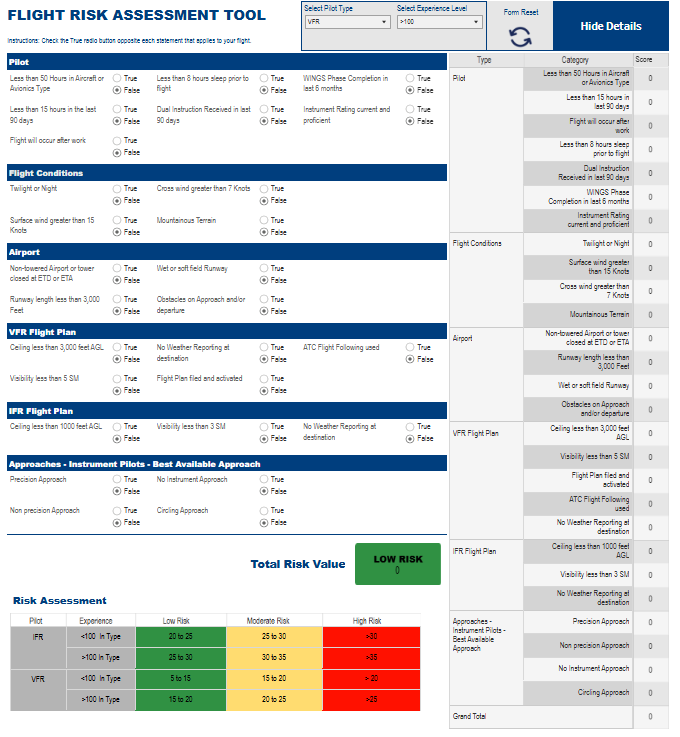 FLIGHT RISK ASSESSMENT TOOL
Instructions: Check the True radio button opposite each statement that applies to your flight.
Select Pilot Type
VFR
Select Experience Level
>100
Form Reset
Hide Details
Pilot
Less than 50 Hours in Aircraft or
Avionics Type
True
False
Less than 8 hours sleep prior to
flight
True
False
WINGS Phase Completion in
last 6 months
True
False
Less than 15 hours in the last
90 days
True
False
Dual Instruction Received in last
90 days
True
False
Instrument Rating current and
proficient
True
False
Flight will occur after work
True
False
Flight Conditions
Twilight or Night
True
False
Cross wind greater than 7 Knots
True
False
Surface wind greater than 15
Knots
True
False
Mountainous Terrain
True
False
Airport
Non-towered Airport or tower
closed at ETD or ETA
True
False
Wet or soft field Runway
True
False
Runway length less than 3,000
Feet
True
False
Obstacles on Approach and/or
departure
True
False
VFR Flight Plan
Ceiling less than 3,000 feet AGL
True
False
No Weather Reporting at
destination
True
False
ATC Flight Following used
True
False
Visibility less than 5 SM
True
False
Flight Plan filed and activated
True
False
IFR Flight Plan
Ceiling less than 1000 feet AGL
True
False
Visibility less than 3 SM
True
False
No Weather Reporting at
destination
True
False
Approaches - Instrument Pilots - Best Available Approach
Precision Approach
True
False
No Instrument Approach
True
False
Non precision Approach
True
False
Circling Approach
True
False
Total Risk Value
LOW RISK
0
Risk Assessment
Pilot Experience Low Risk Moderate Risk High Risk
IFR <100 In Type 20 to 25 25 to 30 >30
>100 In Type 25 to 30 30 to 35 >35
VFR <100 In Type 5 to 15 15 to 20 > 20
>100 In Type 15 to 20 20 to 25 >25
Type Category Score
Pilot
Less than 50 Hours in Aircraft
or Avionics Type
0
Less than 15 hours in
last 90 days
0
Flight will occur after
work
0
Less than 8 hours sleep
prior to flight
0
Dual Instruction
Received in last 90 days
0
WINGS Phase
Completion in last 6 months
0
Instrument Rating
current and proficient
0
Flight Conditions
Twilight or Night
0
Surface wind greater
than 15 Knots
0
Cross wind greater than
7 Knots
0
Mountainous Terrain
0
Airport
Non-towered Airport or tower
closed at ETD or ETA
0
Runway length less than
3,000 Feet
0
Wet or soft field Runway
0
Obstacles on Approach
and/or departure
0
VFR Flight Plan
Ceiling less than 3,000 feet
AGL
0
Visibility less than 5 SM
0
Flight Plan filed and
activated
0
ATC Flight Following
used
0
No Weather Reporting at
destination
0
IFR Flight Plan
Ceiling less than 1000 feet
AGL
0
Visibility less than 3 SM
0
No Weather Reporting at
destination
0
Approaches -
Instrument Pilots -
Best Available
Approach
Precision Approach
0
Non precision Approach
0
No Instrument Approach
0
Circling Approach
0
Grand Total
0